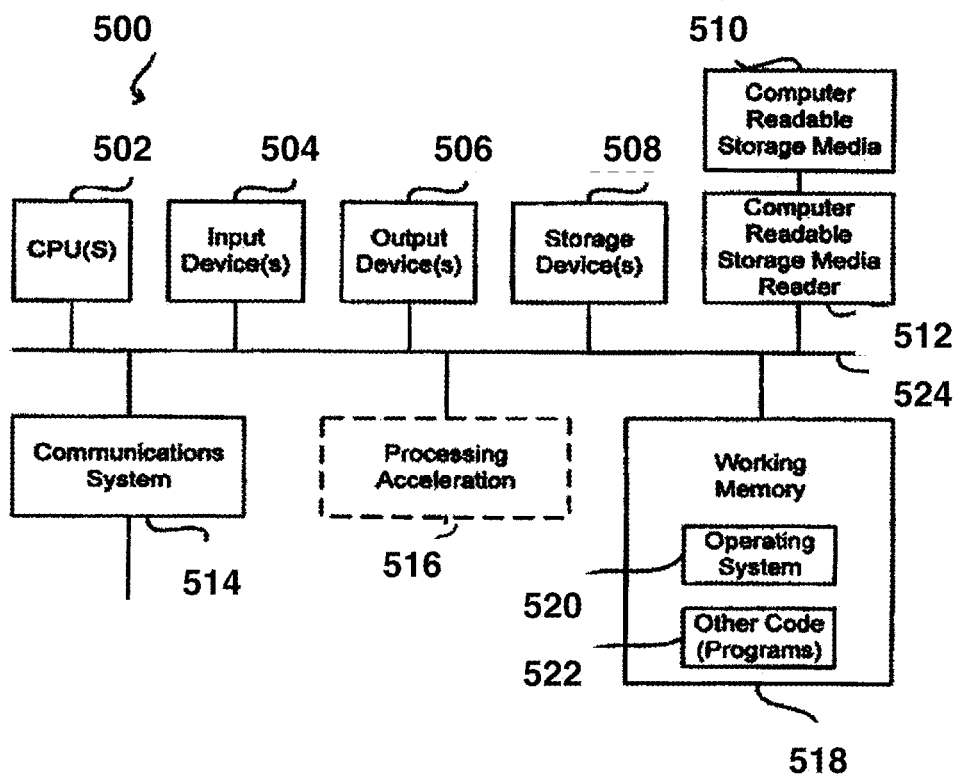 500
510
Computer
Readable
Storage Media
502
504
506
508
CPU(S)
Input
Device(s)
Output
Device(s)
Storage
Device(s)
Computer
Readable
Storage Media
Reader
512
524
Communications
System
Processing
Acceleration
Working
Memory
514
516
Operating
System
520
Other Code
(Programs)
522
518